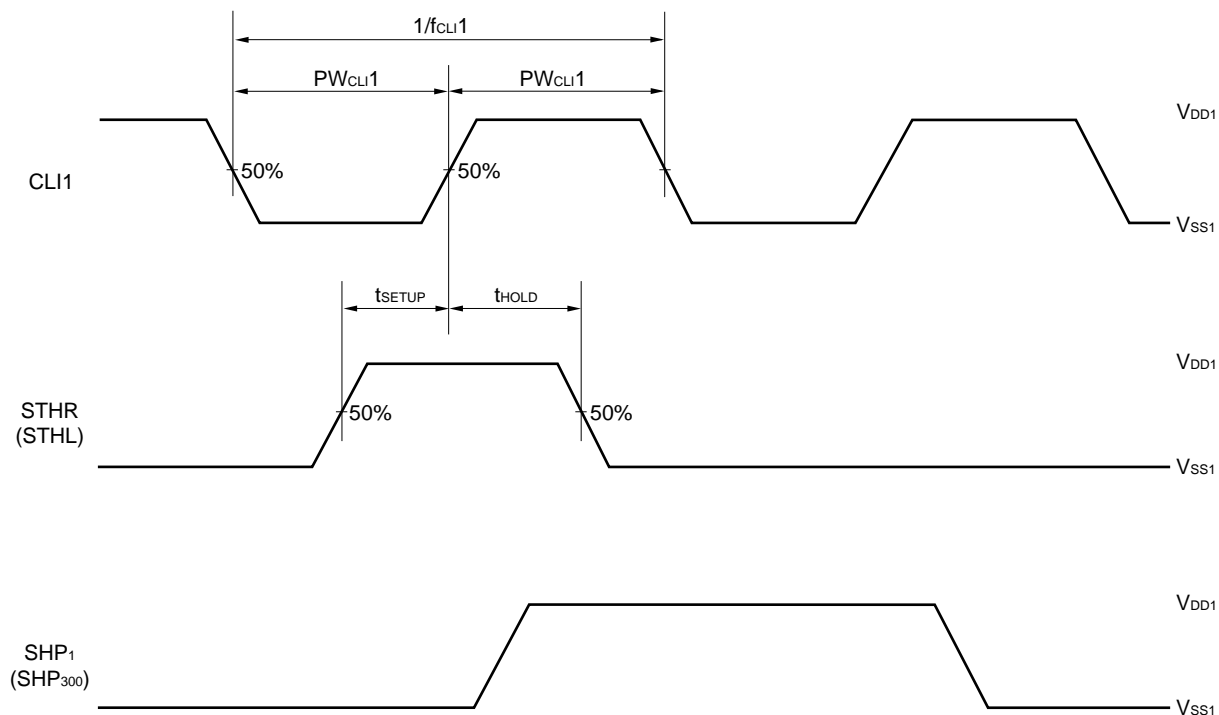 1/fCLI1
PWCLI1 PWCLI1
VDD1
CLI1
50% 50%
VSS1
tSETUP tHOLD
VDD1
STHR
(STHL)
50% 50%
VSS1
VDD1
SHP1
(SHP300)
VSS1